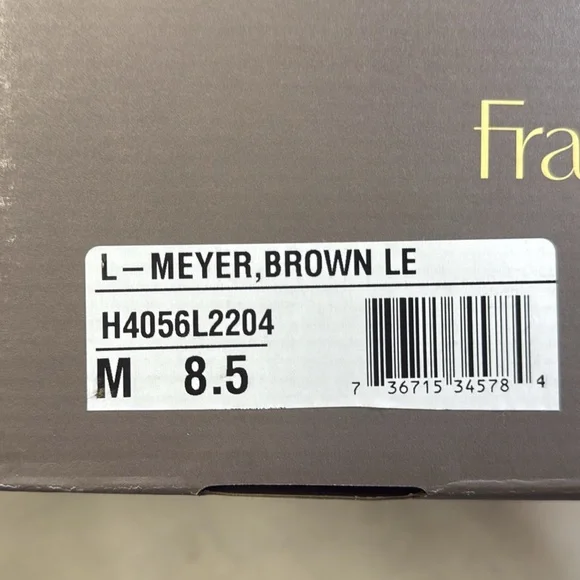 Fra
L-MEYER,BROWN LE
H4056L2204
M 8.5
7 36715 34578 4